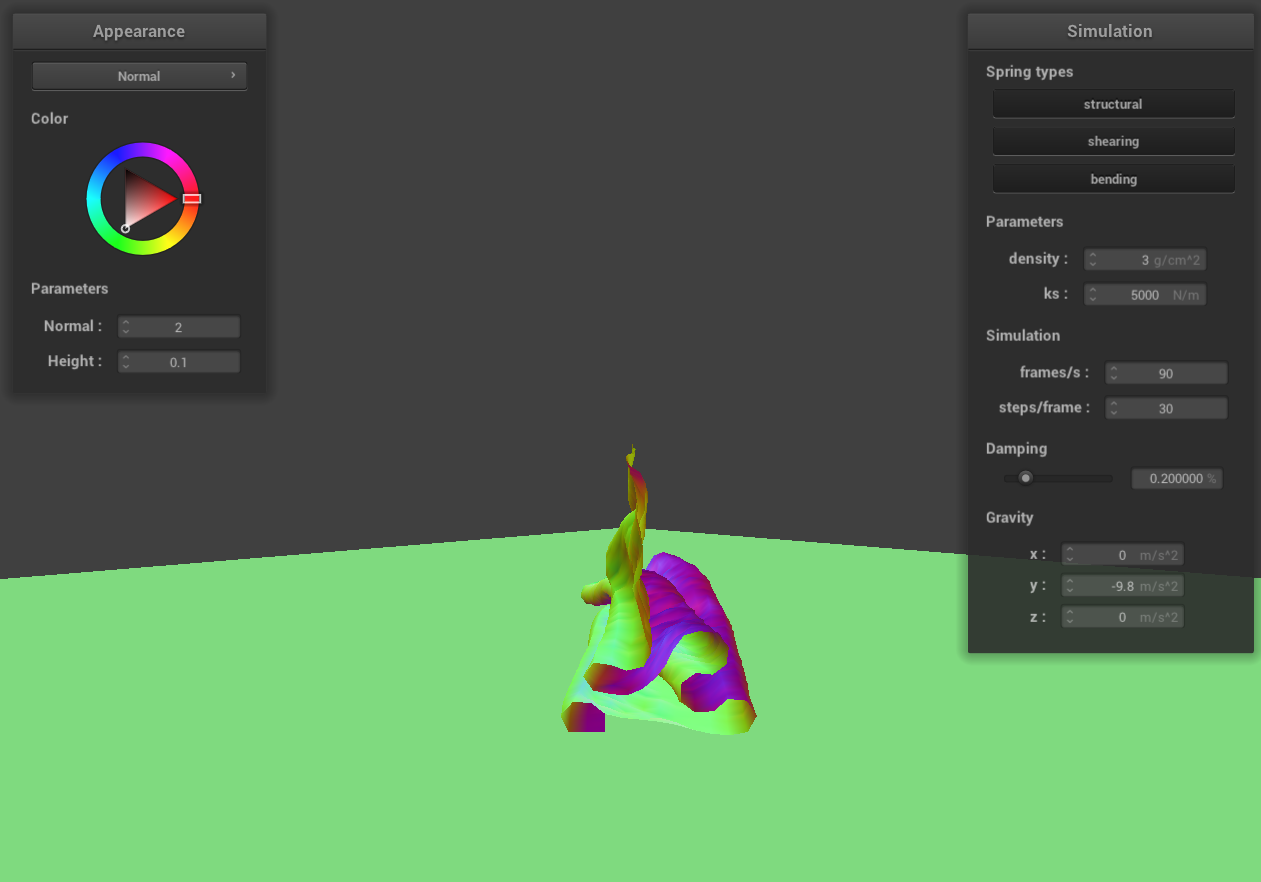 Appearance
Normal
Color
Parameters
Normal : 2
Height : 0.1
Simulation
Spring types
structural
shearing
bending
Parameters
density : 3 g/cm^2
ks : 5000 N/m
Simulation
frames/s : 90
steps/frame : 30
Damping
0.200000 %
Gravity
x : 0 m/s^2
y : -9.8 m/s^2
z : 0 m/s^2